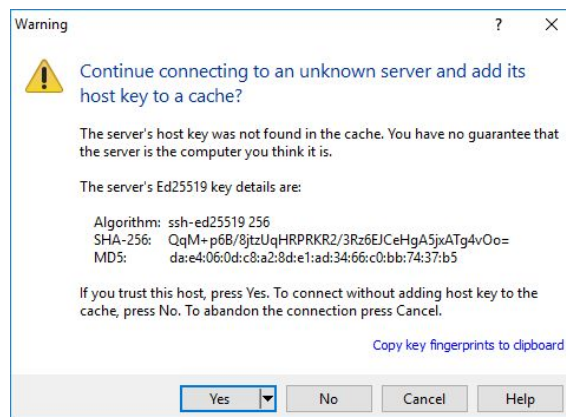 Warning
Continue connecting to an unknown server and add its
host key to a cache?
The server's host key was not found in the cache. You have no guarantee that
the server is the computer you think it is.
The server's Ed25519 key details are:
Algorithm: ssh-ed25519 256
SHA-256: QqM+p6B/8jtzUqHRPRKR2/3Rz6EJCeHgA5jxATg4vOo=
MD5: da:e4:06:0d:c8:a2:8d:e1:ad:34:66:c0:bb:74:37:b5
If you trust this host, press Yes. To connect without adding host key to the
cache, press No. To abandon the connection press Cancel.
Copy key fingerprints to clipboard
Yes No Cancel Help